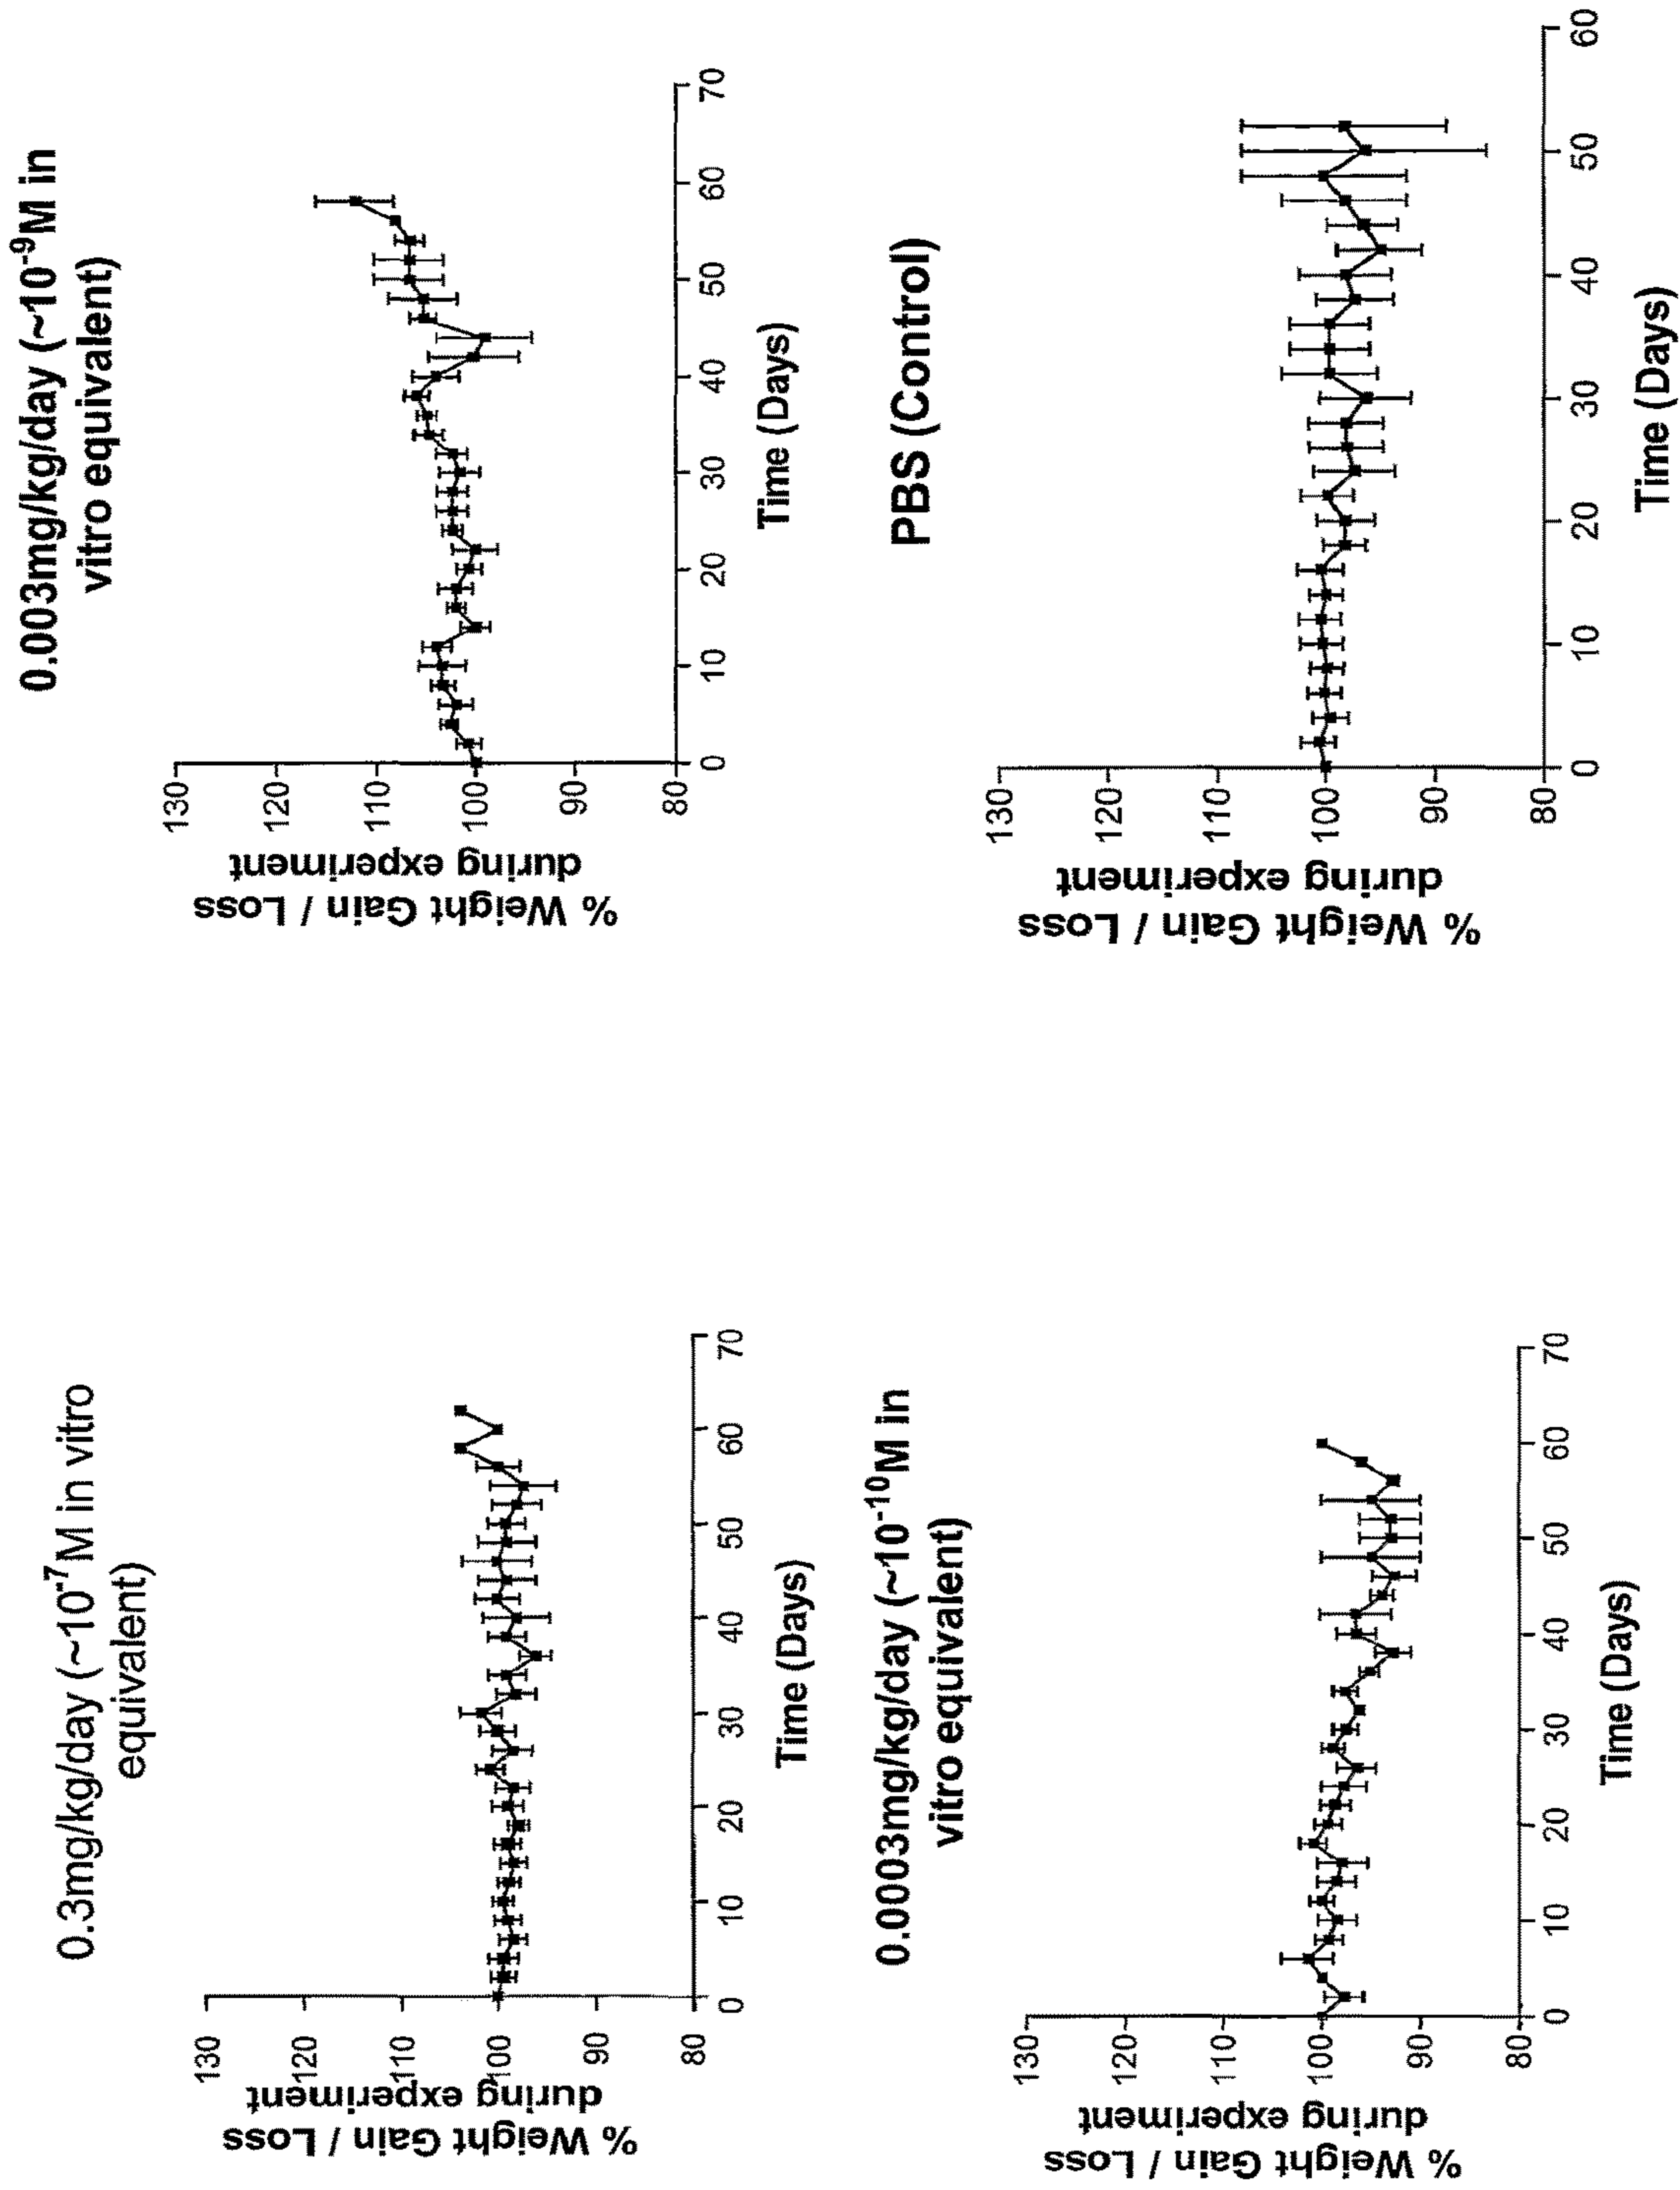 0.3mg/kg/day (~10⁻⁷M in vitro
equivalent)
% Weight Gain / Loss
during experiment
130
120
110
100
90
80
0 10 20 30 40 50 60 70
Time (Days)
0.003mg/kg/day (~10⁻⁹M in
vitro equivalent)
% Weight Gain / Loss
during experiment
130
120
110
100
90
80
0 10 20 30 40 50 60 70
Time (Days)
0.0003mg/kg/day (~10⁻¹⁰M in
vitro equivalent)
% Weight Gain / Loss
during experiment
130
120
110
100
90
80
0 10 20 30 40 50 60 70
Time (Days)
PBS (Control)
% Weight Gain / Loss
during experiment
130
120
110
100
90
80
0 10 20 30 40 50 60
Time (Days)